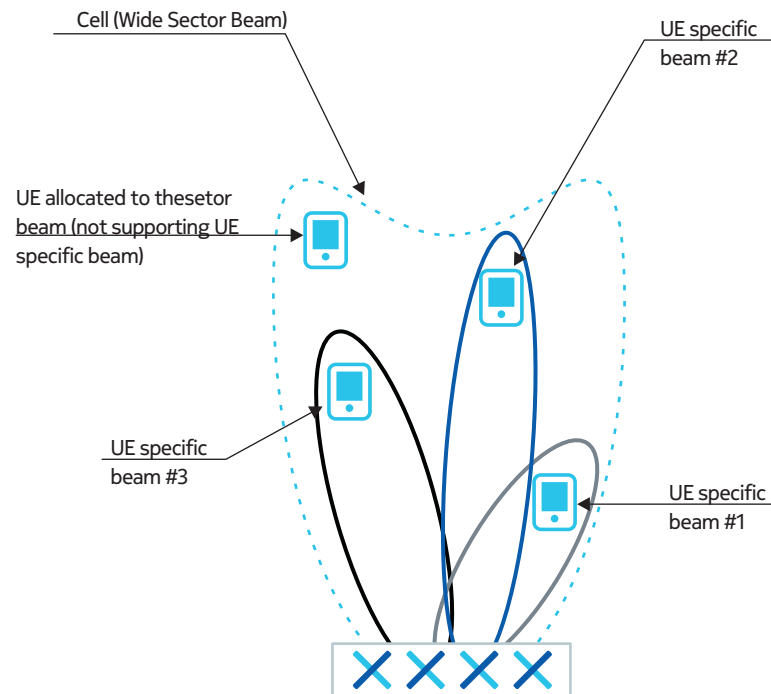 Cell (Wide Sector Beam)
UE specific
beam #2
UE allocated to thesetor
beam (not supporting UE
specific beam)
UE specific
beam #3
UE specific
beam #1